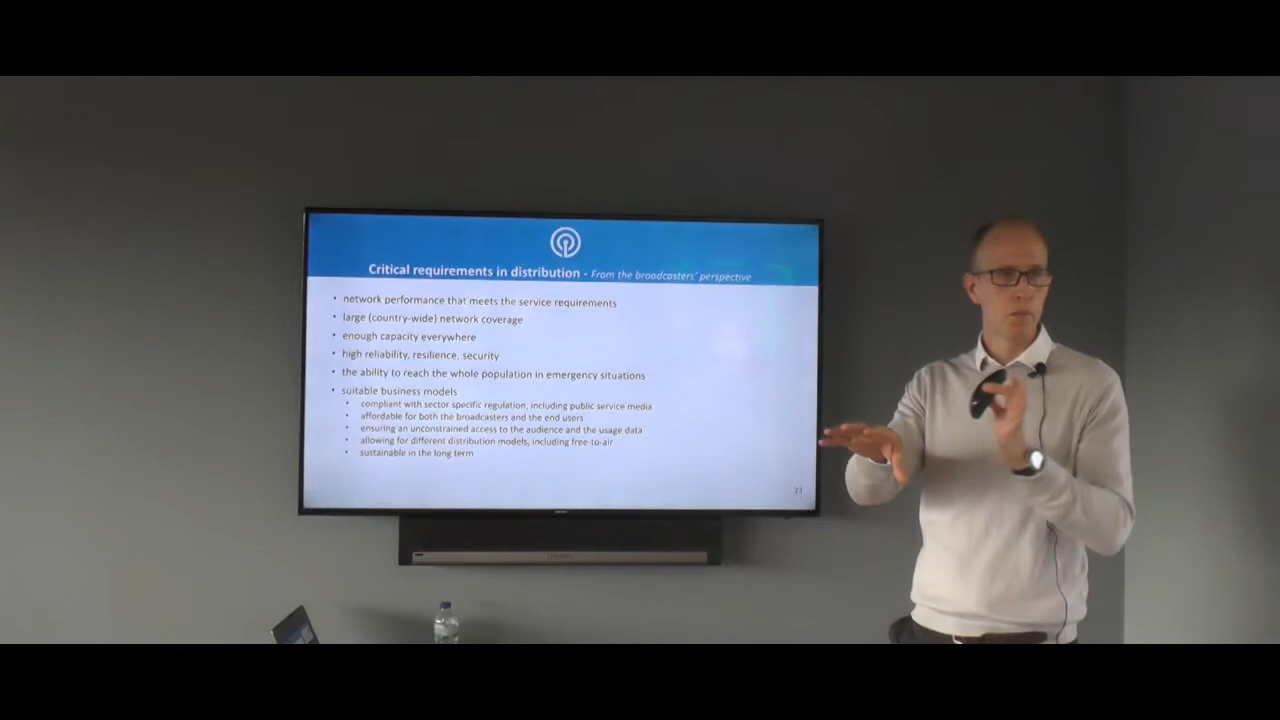 Critical requirements in distribution - From the broadcasters' perspective
• network performance that meets the service requirements
• large (country-wide) network coverage
• enough capacity everywhere
• high reliability, resilience, security
• the ability to reach the whole population in emergency situations
• suitable business models
• compliant with sector specific regulation, including public service media
• affordable for both the broadcasters and the end users
• ensuring an unconstrained access to the audience and the usage data
• allowing for different distribution models, including free-to-air
• sustainable in the long term
23